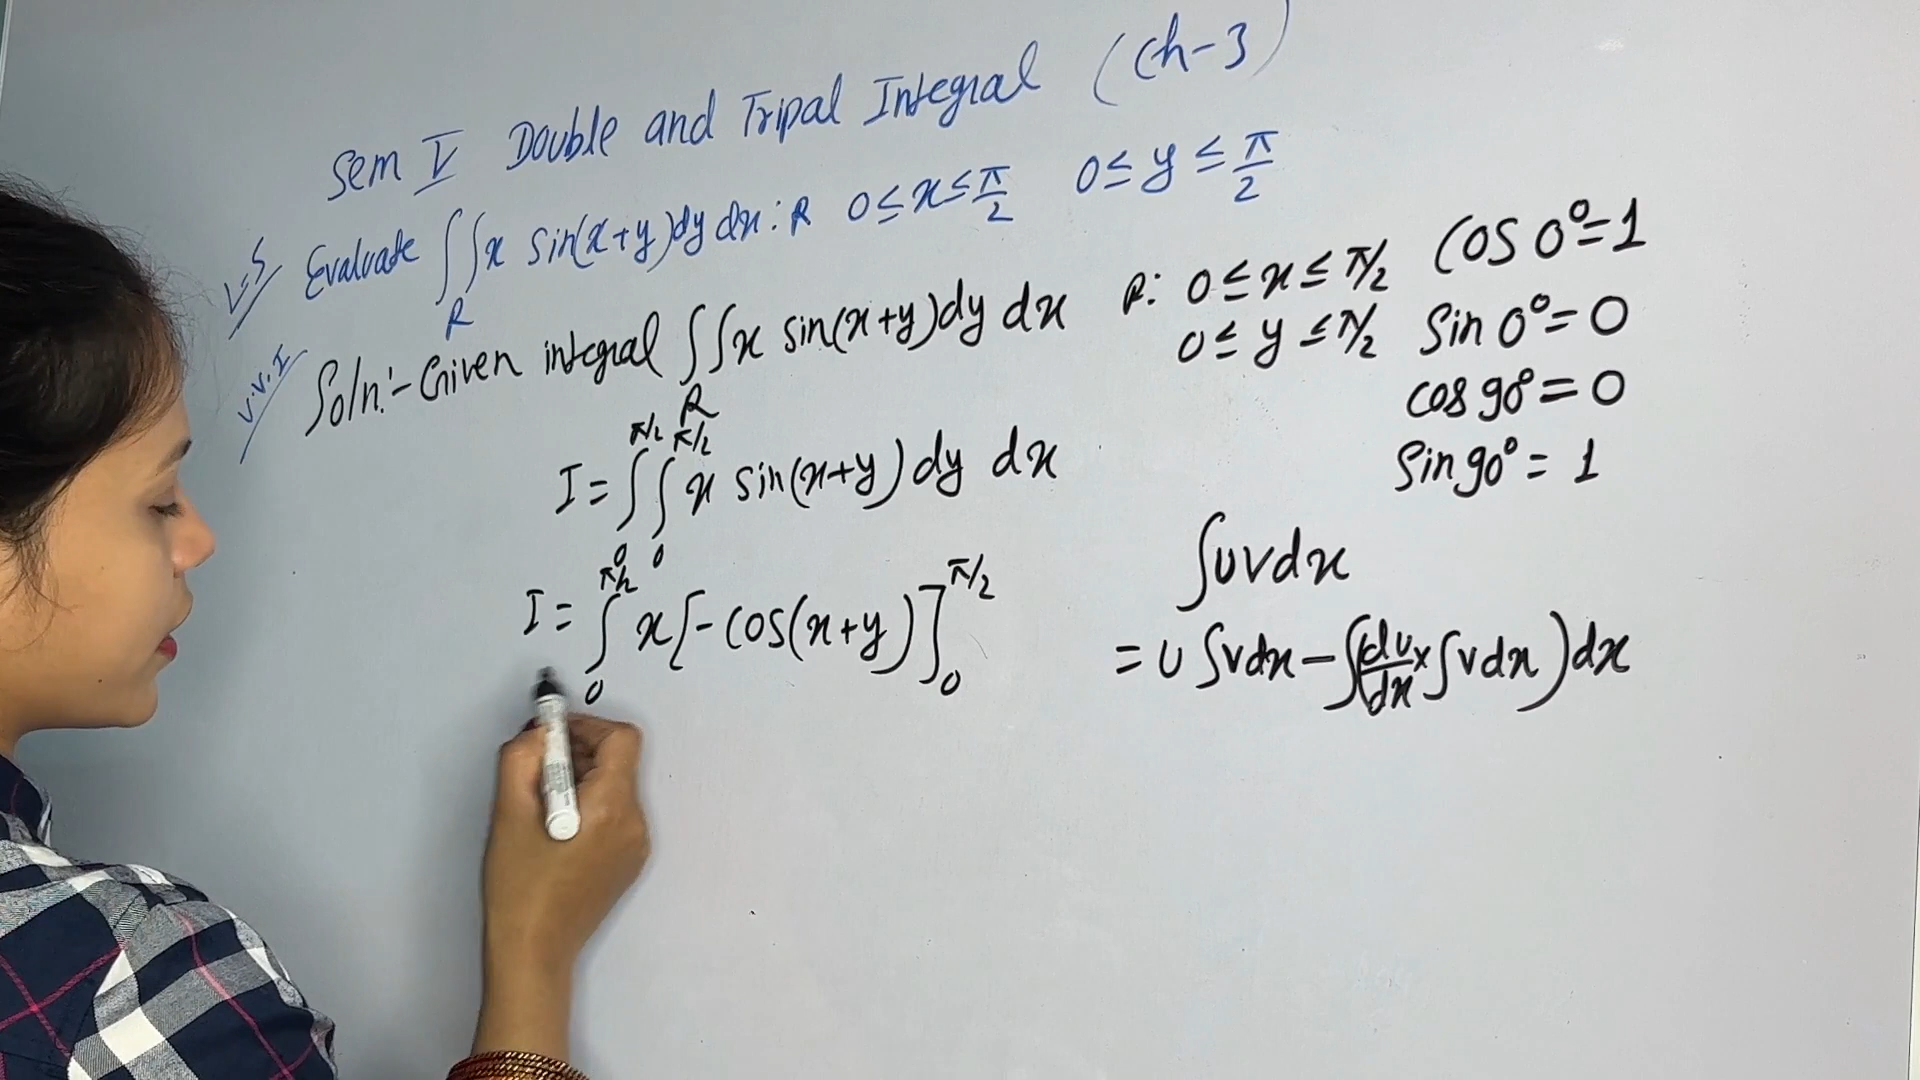 Sem V Double and Tripal Integral (Ch-3)
V.S Evaluate ∫∫_R x sin(x+y)dy dx : R 0≤x≤π/2 0≤y≤π/2
V.V.I Soln:- Given integral ∫∫_R x sin(x+y)dy dx R: 0≤x≤π/2
0≤y≤π/2
I = ∫_0^{π/2} ∫_0^{π/2} x sin(x+y) dy dx
I = ∫_0^{π/2} x[-cos(x+y)]_0^{π/2}
Cos 0°=1
Sin 0°=0
cos 90°=0
Sin 90°=1
∫uvdx
= u∫vdx-∫(du/dx×∫vdx)dx